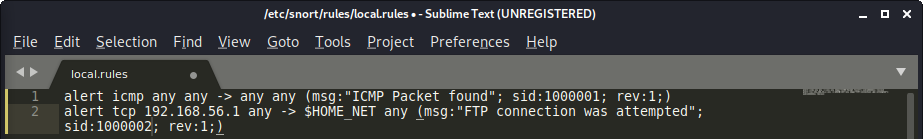 /etc/snort/rules/local.rules • - Sublime Text (UNREGISTERED)
File Edit Selection Find View Goto Tools Project Preferences Help
local.rules
1 alert icmp any any -> any any (msg:"ICMP Packet found"; sid:1000001; rev:1;)
2 alert tcp 192.168.56.1 any -> $HOME_NET any (msg:"FTP connection was attempted";
sid:1000002; rev:1;)